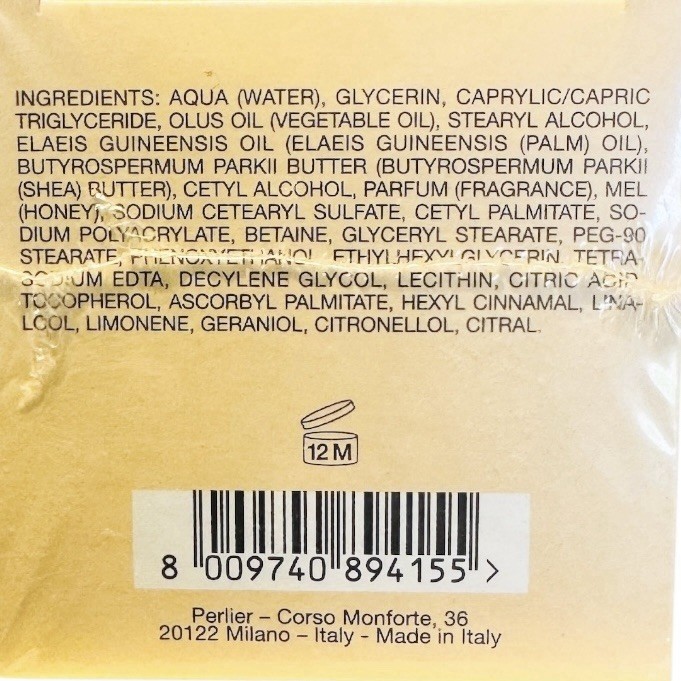 INGREDIENTS: AQUA (WATER), GLYCERIN, CAPRYLIC/CAPRIC
TRIGLYCERIDE, OLUS OIL (VEGETABLE OIL), STEARYL ALCOHOL,
ELAEIS GUINEENSIS OIL (ELAEIS GUINEENSIS (PALM) OIL),
BUTYROSPERMUM PARKII BUTTER (BUTYROSPERMUM PARKII
(SHEA) BUTTER), CETYL ALCOHOL, PARFUM (FRAGRANCE), MEL
(HONEY), SODIUM CETEARYL SULFATE, CETYL PALMITATE, SO-
DIUM POLYACRYLATE, BETAINE, GLYCERYL STEARATE, PEG-90
STEARATE, PHENOXYETHANOL, ETHYLHEXYLGLYCERIN, TETRA-
SODIUM EDTA, DECYLENE GLYCOL, LECITHIN, CITRIC ACID,
TOCOPHEROL, ASCORBYL PALMITATE, HEXYL CINNAMAL, LINA-
LOOL, LIMONENE, GERANIOL, CITRONELLOL, CITRAL.
12 M
8 009740 894155 >
Perlier – Corso Monforte, 36
20122 Milano – Italy - Made in Italy